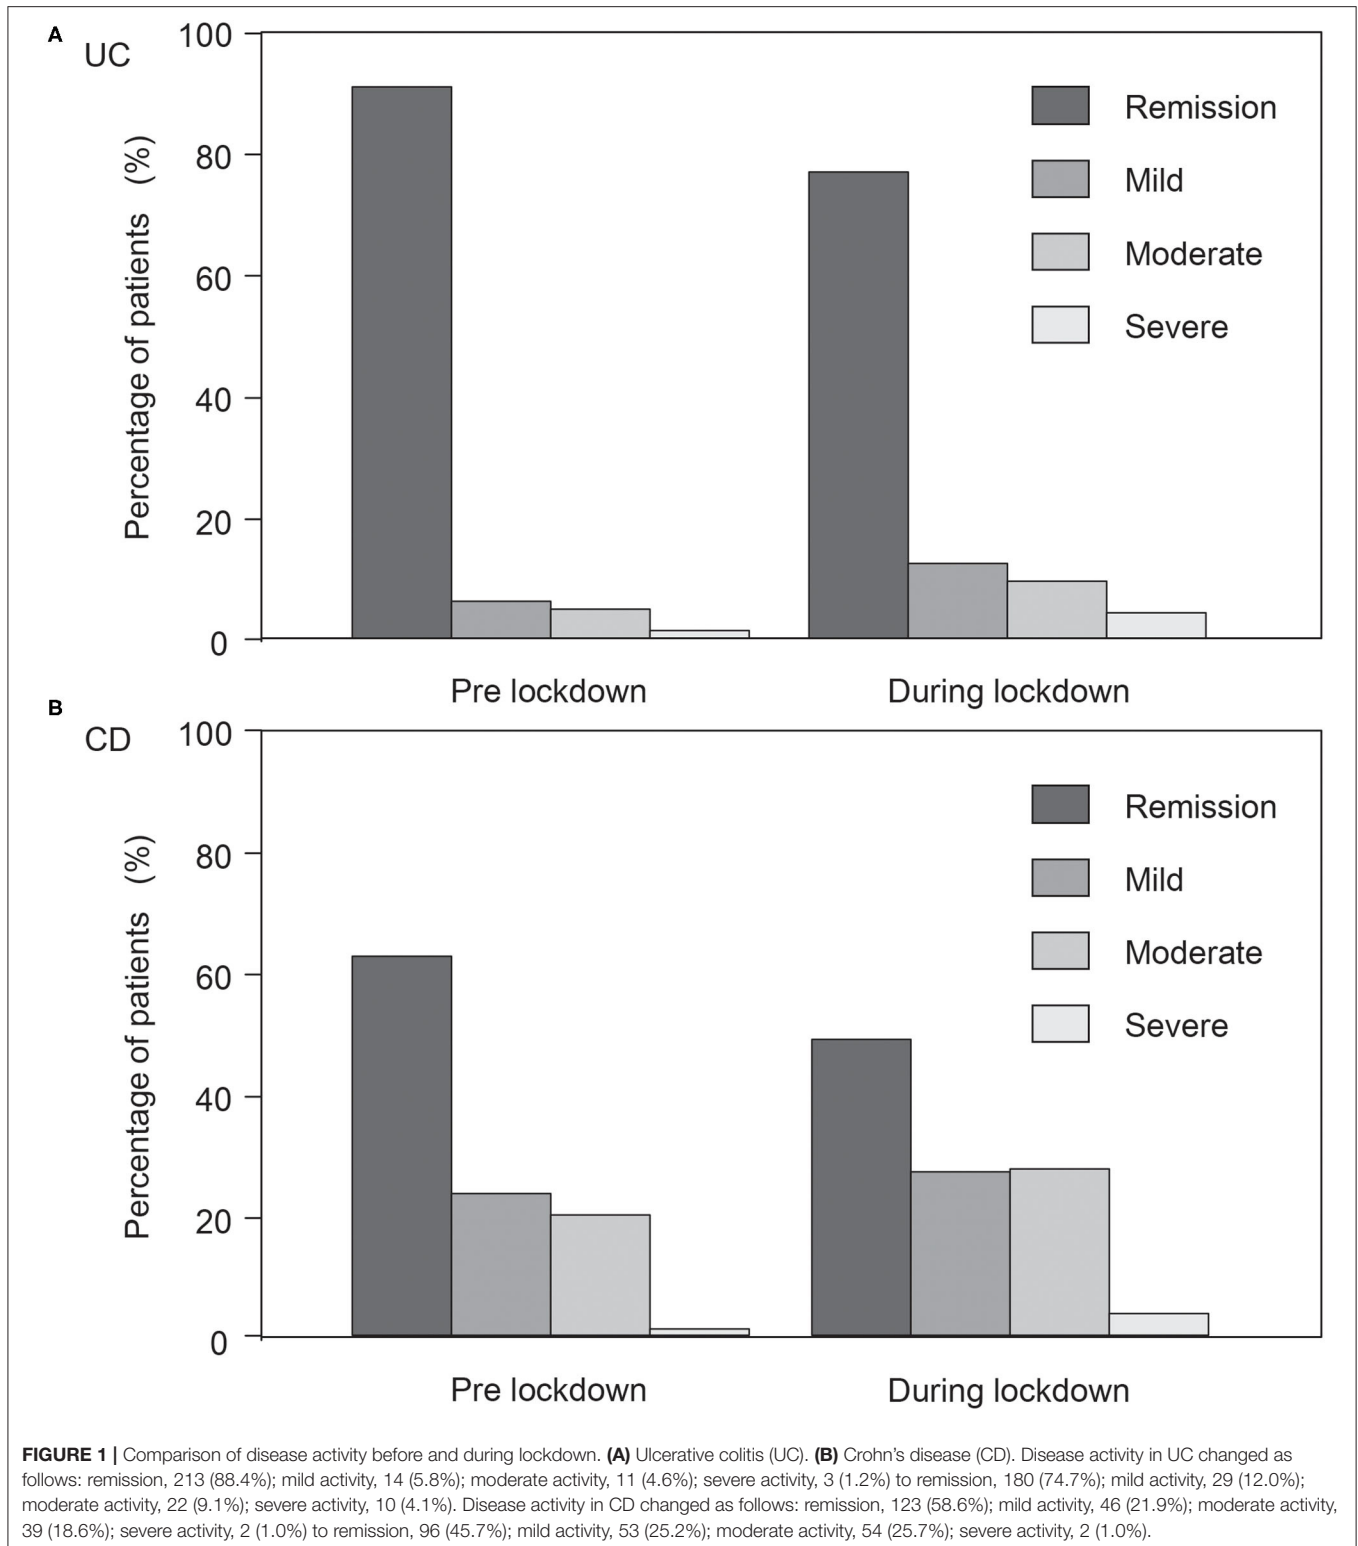 A
UC
100
80
60
40
20
0
Percentage of patients (%)
Remission
Mild
Moderate
Severe
Pre lockdown
During lockdown
B
CD
100
80
60
40
20
0
Percentage of patients (%)
Remission
Mild
Moderate
Severe
Pre lockdown
During lockdown
FIGURE 1 | Comparison of disease activity before and during lockdown. (A) Ulcerative colitis (UC). (B) Crohn's disease (CD). Disease activity in UC changed as
follows: remission, 213 (88.4%); mild activity, 14 (5.8%); moderate activity, 11 (4.6%); severe activity, 3 (1.2%) to remission, 180 (74.7%); mild activity, 29 (12.0%);
moderate activity, 22 (9.1%); severe activity, 10 (4.1%). Disease activity in CD changed as follows: remission, 123 (58.6%); mild activity, 46 (21.9%); moderate activity,
39 (18.6%); severe activity, 2 (1.0%) to remission, 96 (45.7%); mild activity, 53 (25.2%); moderate activity, 54 (25.7%); severe activity, 2 (1.0%).